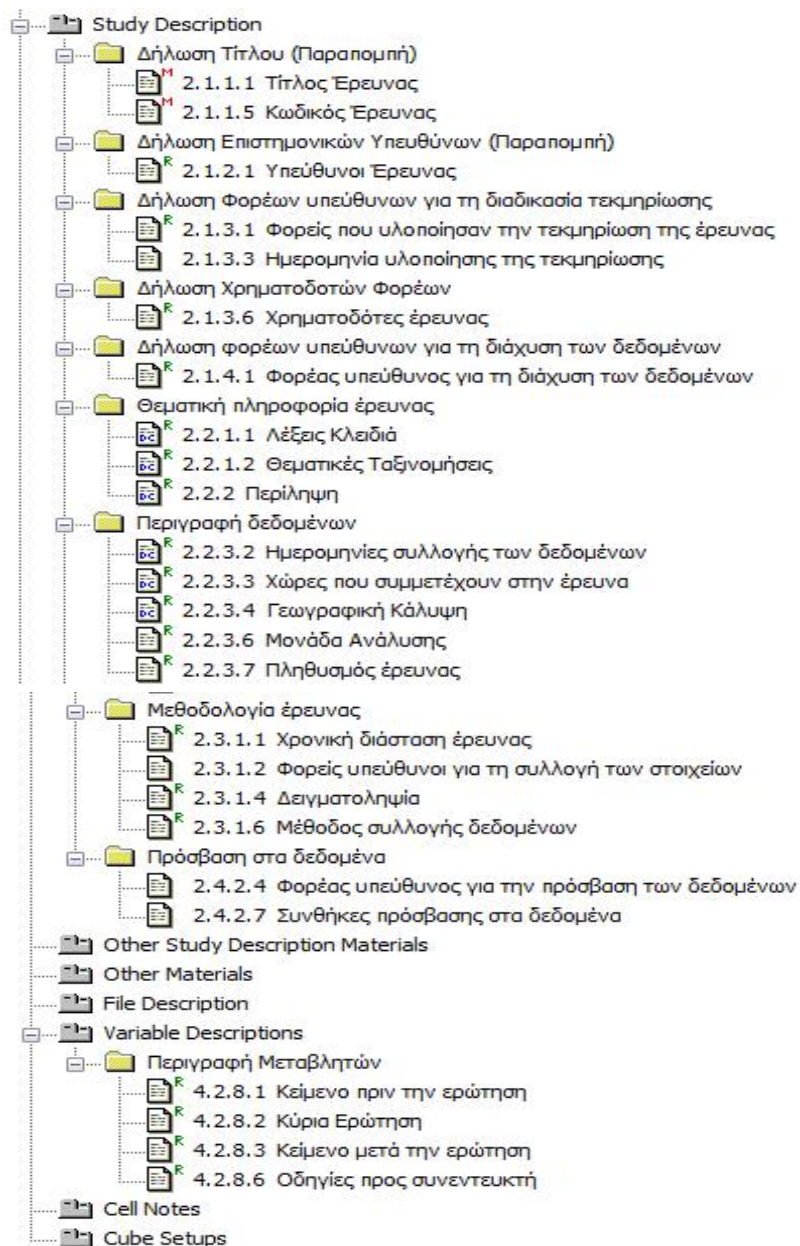 Study Description
Δήλωση Τίτλου (Παραπομπή)
M 2.1.1.1 Τίτλος Έρευνας
M 2.1.1.5 Κωδικός Έρευνας
Δήλωση Επιστημονικών Υπευθύνων (Παραπομπή)
R 2.1.2.1 Υπεύθυνοι Έρευνας
Δήλωση Φορέων υπεύθυνων για τη διαδικασία τεκμηρίωσης
R 2.1.3.1 Φορείς που υλοποίησαν την τεκμηρίωση της έρευνας
2.1.3.3 Ημερομηνία υλοποίησης της τεκμηρίωσης
Δήλωση Χρηματοδοτών Φορέων
R 2.1.3.6 Χρηματοδότες έρευνας
Δήλωση φορέων υπεύθυνων για τη διάχυση των δεδομένων
R 2.1.4.1 Φορέας υπεύθυνος για τη διάχυση των δεδομένων
Θεματική πληροφορία έρευνας
DC R 2.2.1.1 Λέξεις Κλειδιά
DC R 2.2.1.2 Θεματικές Ταξινομήσεις
DC R 2.2.2 Περίληψη
Περιγραφή δεδομένων
DC R 2.2.3.2 Ημερομηνίες συλλογής των δεδομένων
DC R 2.2.3.3 Χώρες που συμμετέχουν στην έρευνα
DC R 2.2.3.4 Γεωγραφική Κάλυψη
R 2.2.3.6 Μονάδα Ανάλυσης
R 2.2.3.7 Πληθυσμός έρευνας
Μεθοδολογία έρευνας
R 2.3.1.1 Χρονική διάσταση έρευνας
2.3.1.2 Φορείς υπεύθυνοι για τη συλλογή των στοιχείων
R 2.3.1.4 Δειγματοληψία
R 2.3.1.6 Μέθοδος συλλογής δεδομένων
Πρόσβαση στα δεδομένα
2.4.2.4 Φορέας υπεύθυνος για την πρόσβαση των δεδομένων
2.4.2.7 Συνθήκες πρόσβασης στα δεδομένα
Other Study Description Materials
Other Materials
File Description
Variable Descriptions
Περιγραφή Μεταβλητών
R 4.2.8.1 Κείμενο πριν την ερώτηση
R 4.2.8.2 Κύρια Ερώτηση
R 4.2.8.3 Κείμενο μετά την ερώτηση
R 4.2.8.6 Οδηγίες προς συνεντευκτή
Cell Notes
Cube Setups